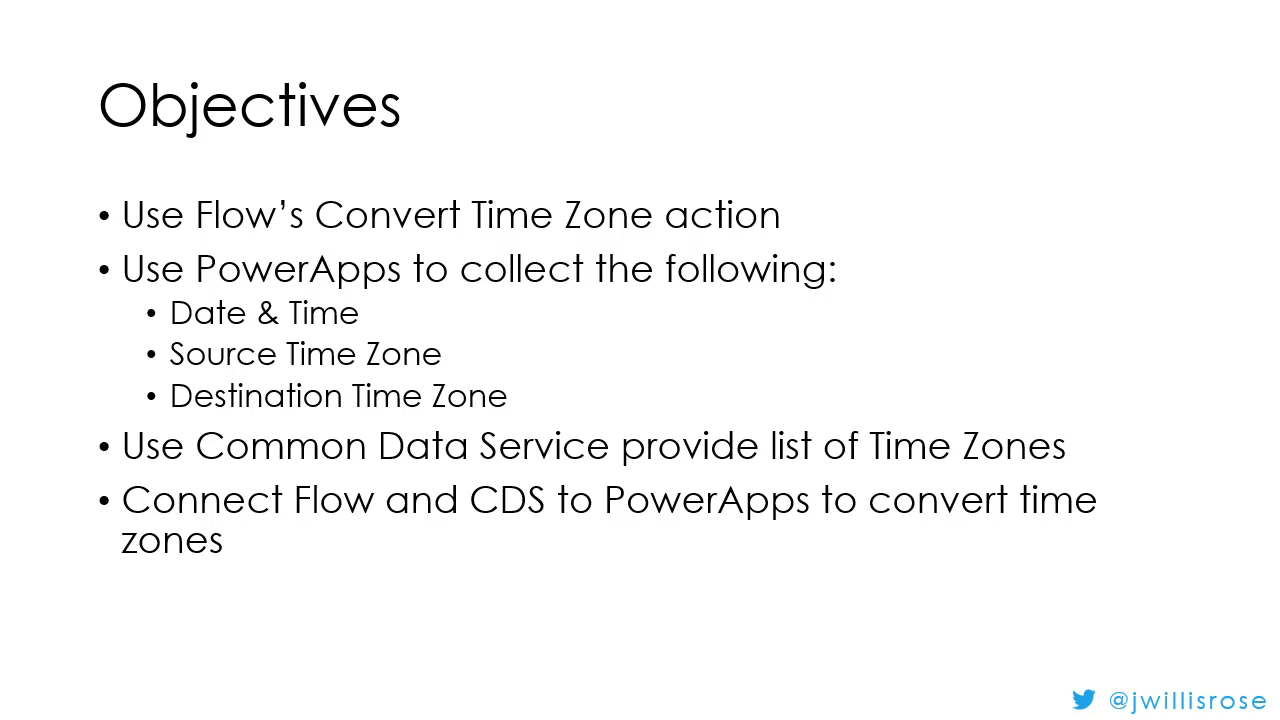 Objectives
• Use Flow’s Convert Time Zone action
• Use PowerApps to collect the following:
• Date & Time
• Source Time Zone
• Destination Time Zone
• Use Common Data Service provide list of Time Zones
• Connect Flow and CDS to PowerApps to convert time
zones
@jwillisrose